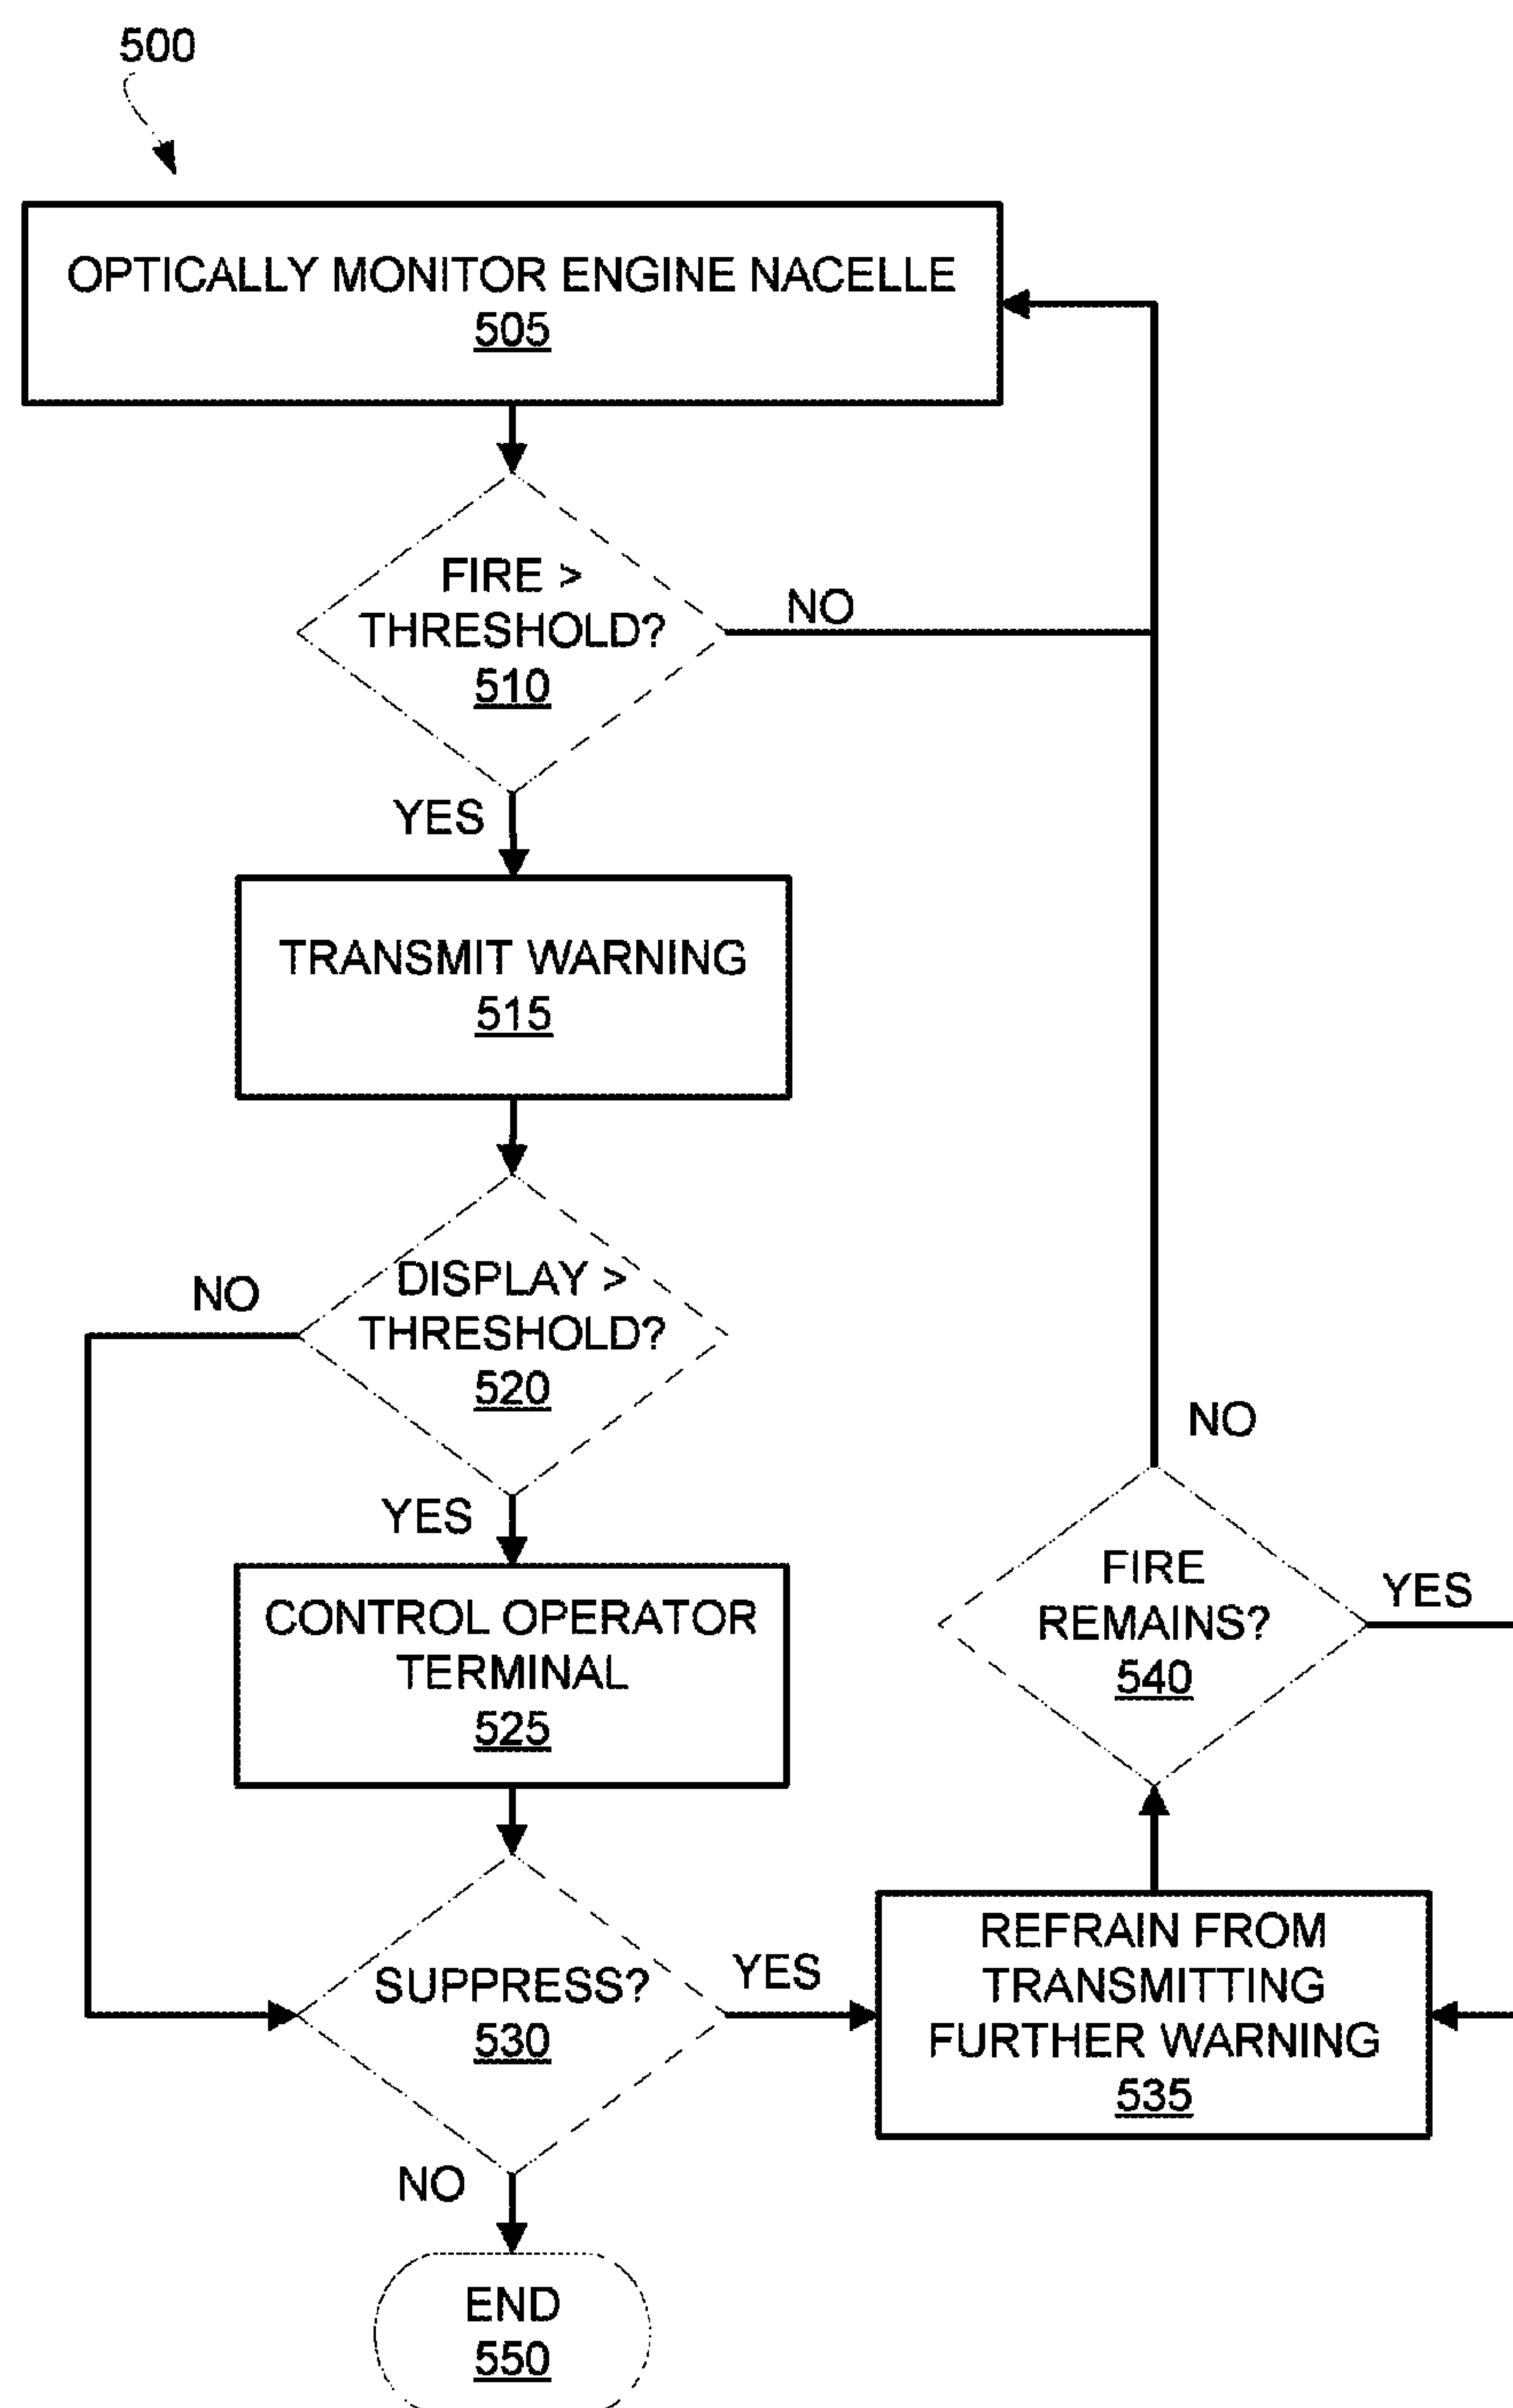 500
OPTICALLY MONITOR ENGINE NACELLE
505
FIRE >
THRESHOLD?
510
NO
YES
TRANSMIT WARNING
515
DISPLAY >
THRESHOLD?
520
NO
YES
CONTROL OPERATOR
TERMINAL
525
NO
FIRE
REMAINS?
540
YES
SUPPRESS?
530
YES
REFRAIN FROM
TRANSMITTING
FURTHER WARNING
535
NO
END
550